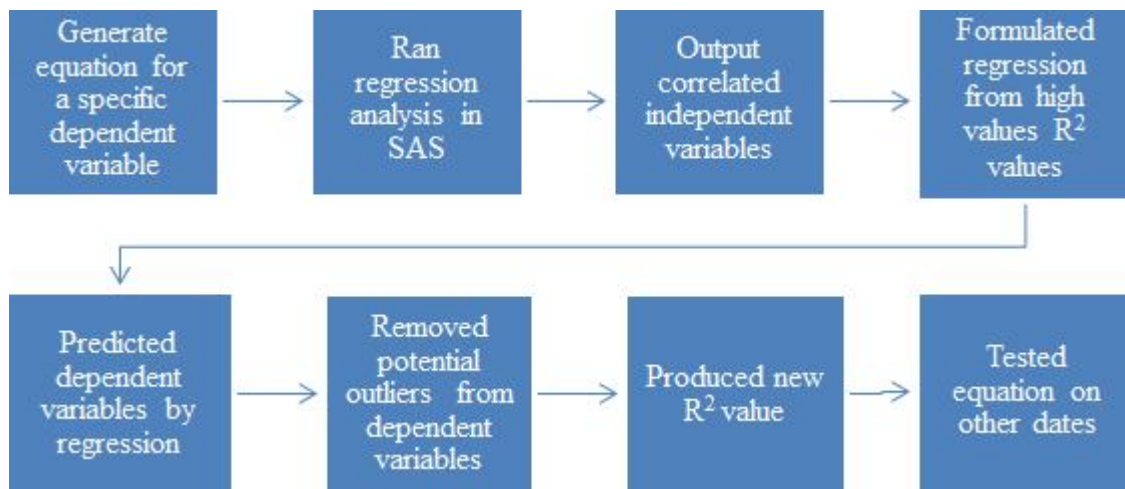 Generate
equation for
a specific
dependent
variable
Ran
regression
analysis in
SAS
Output
correlated
independent
variables
Formulated
regression
from high
values R²
values
Predicted
dependent
variables by
regression
Removed
potential
outliers from
dependent
variables
Produced new
R² value
Tested
equation on
other dates